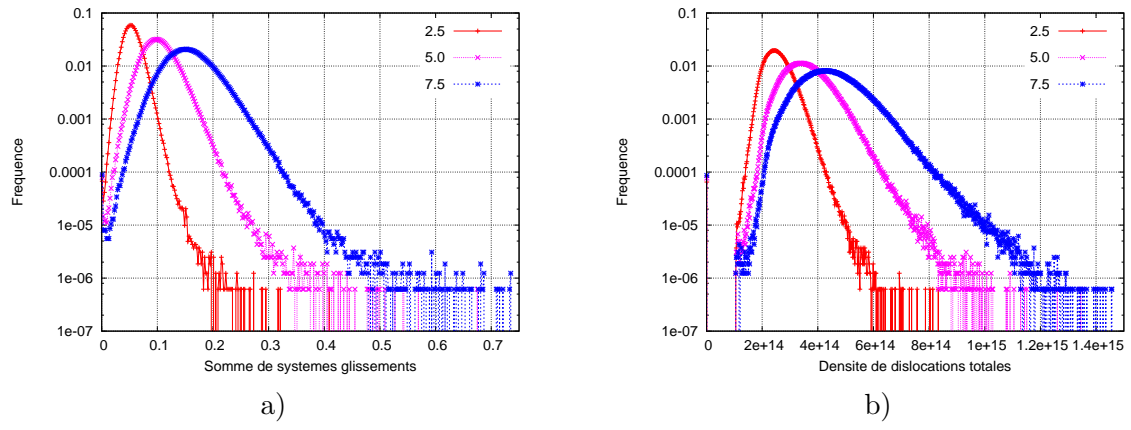 0.1
0.01
0.001
0.0001
1e-05
1e-06
1e-07
0 0.1 0.2 0.3 0.4 0.5 0.6 0.7
Frequence
Somme de systemes glissements
2.5
5.0
7.5
a)
0.1
0.01
0.001
0.0001
1e-05
1e-06
1e-07
0 2e+14 4e+14 6e+14 8e+14 1e+15 1.2e+15 1.4e+15
Frequence
Densite de dislocations totales
2.5
5.0
7.5
b)